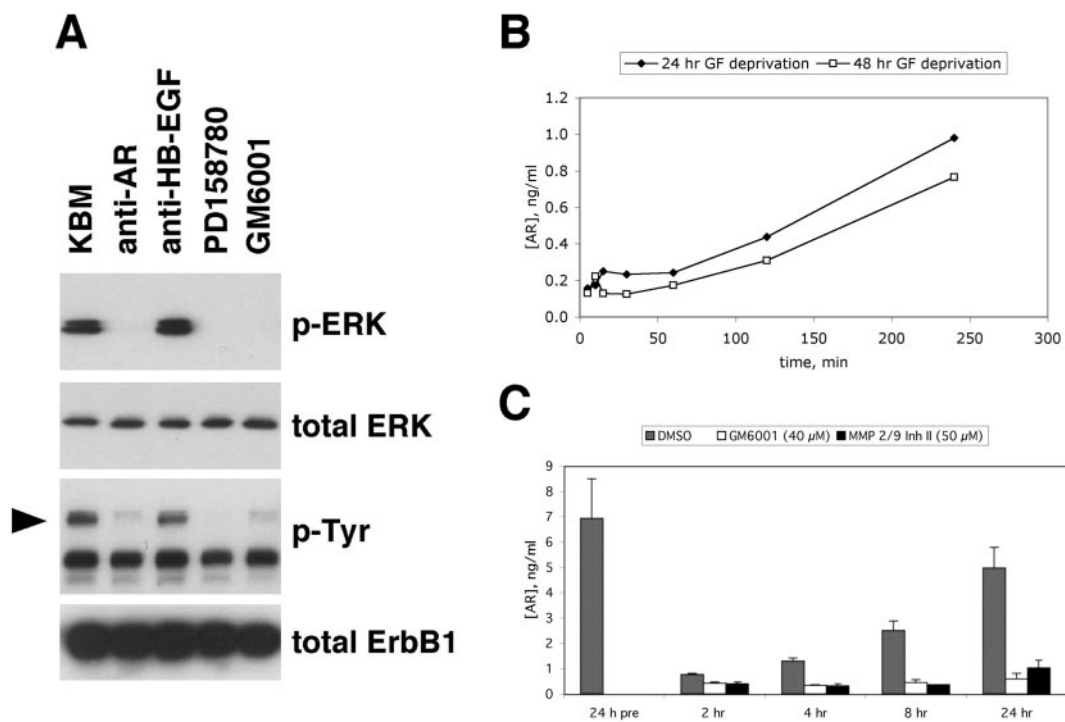 A
KBM
anti-AR
anti-HB-EGF
PD158780
GM6001
p-ERK
total ERK
p-Tyr
total ErbB1
B
24 hr GF deprivation 48 hr GF deprivation
1.2
1.0
0.8
0.6
0.4
0.2
0.0
[AR], ng/ml
0 50 100 150 200 250 300
time, min
C
DMSO GM6001 (40 µM) MMP 2/9 Inh II (50 µM)
9
8
7
6
5
4
3
2
1
0
[AR], ng/ml
24 h pre 2 hr 4 hr 8 hr 24 hr